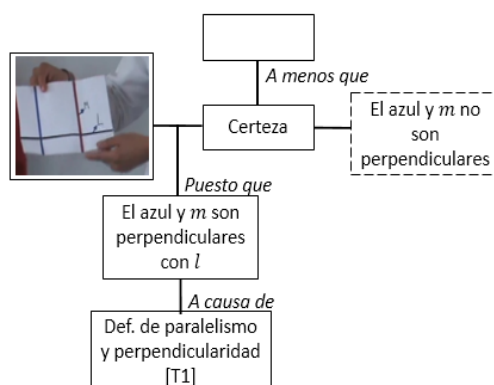 A menos que
Certeza
El azul y m no
son
perpendiculares
Puesto que
El azul y m son
perpendiculares
con l
A causa de
Def. de paralelismo
y perpendicularidad
[T1]